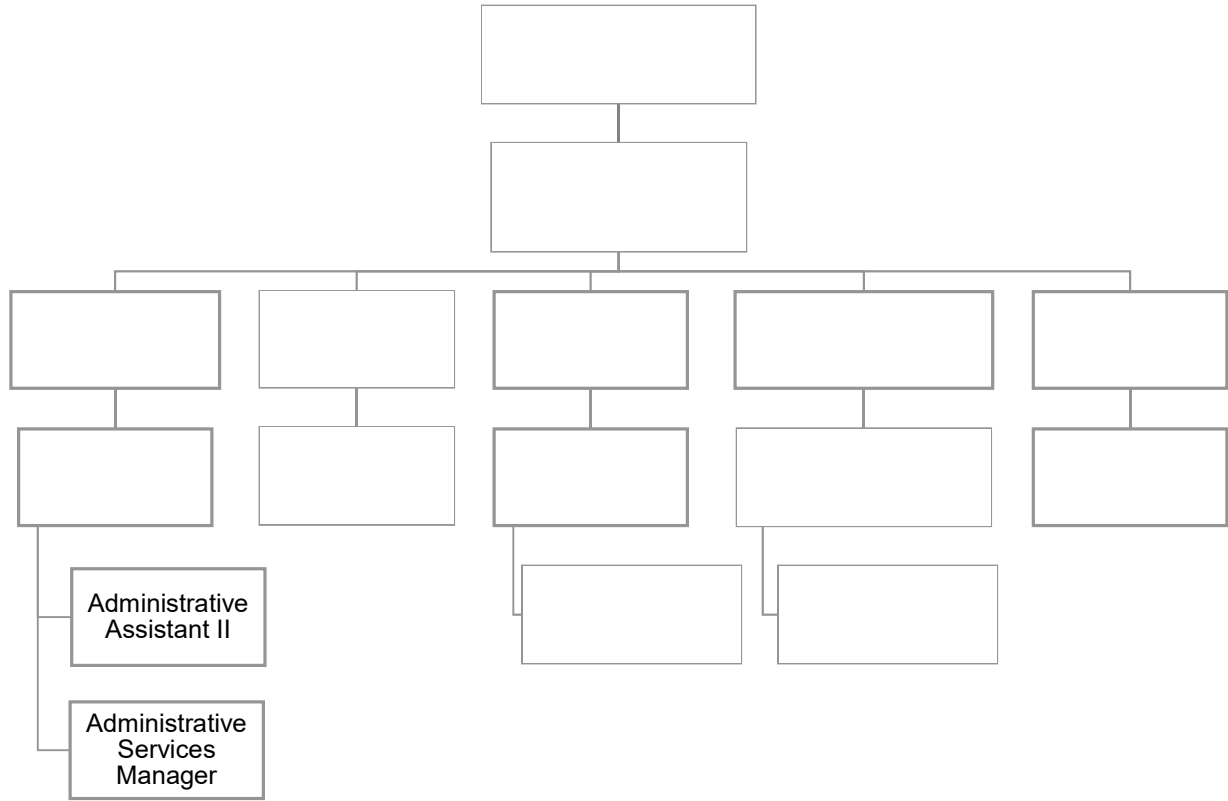 Administrative
Assistant II
Administrative
Services
Manager